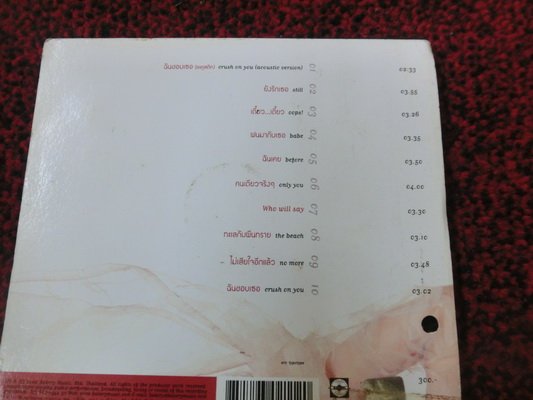 ฉันชอบเธอ (อคูสติก) crush on you (acoustic version) 01 02:33
ยังรักเธอ still 02 03.55
เดี๋ยว...เดี๋ยว oops! 03 03.26
ฝนมากับเธอ babe 04 03.35
ฉันเคย before 05 03.50
คนเดียวจริงๆ only you 06 04.00
Who will say 07 03.30
ทะเลกับผืนทราย the beach 08 03.10
ไม่เสียใจอีกแล้ว no more 09 03.48
ฉันชอบเธอ crush on you 10 03.02
300.-